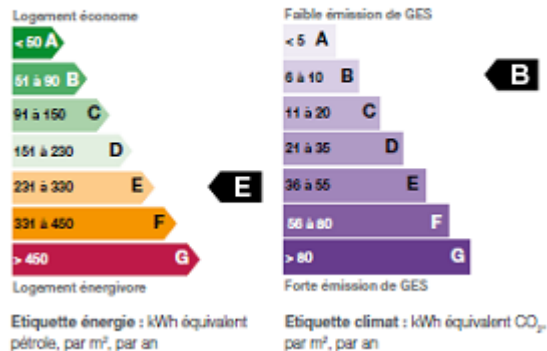 Logement économe
< 50 A
51 à 90 B
91 à 150 C
151 à 230 D
231 à 330 E
E
331 à 450 F
> 450 G
Logement énergivore
Etiquette énergie : kWh équivalent
pétrole, par m², par an
Faible émission de GES
< 5 A
6 à 10 B
B
11 à 20 C
21 à 35 D
36 à 55 E
56 à 80 F
> 80 G
Forte émission de GES
Etiquette climat : kWh équivalent CO₂,
par m², par an